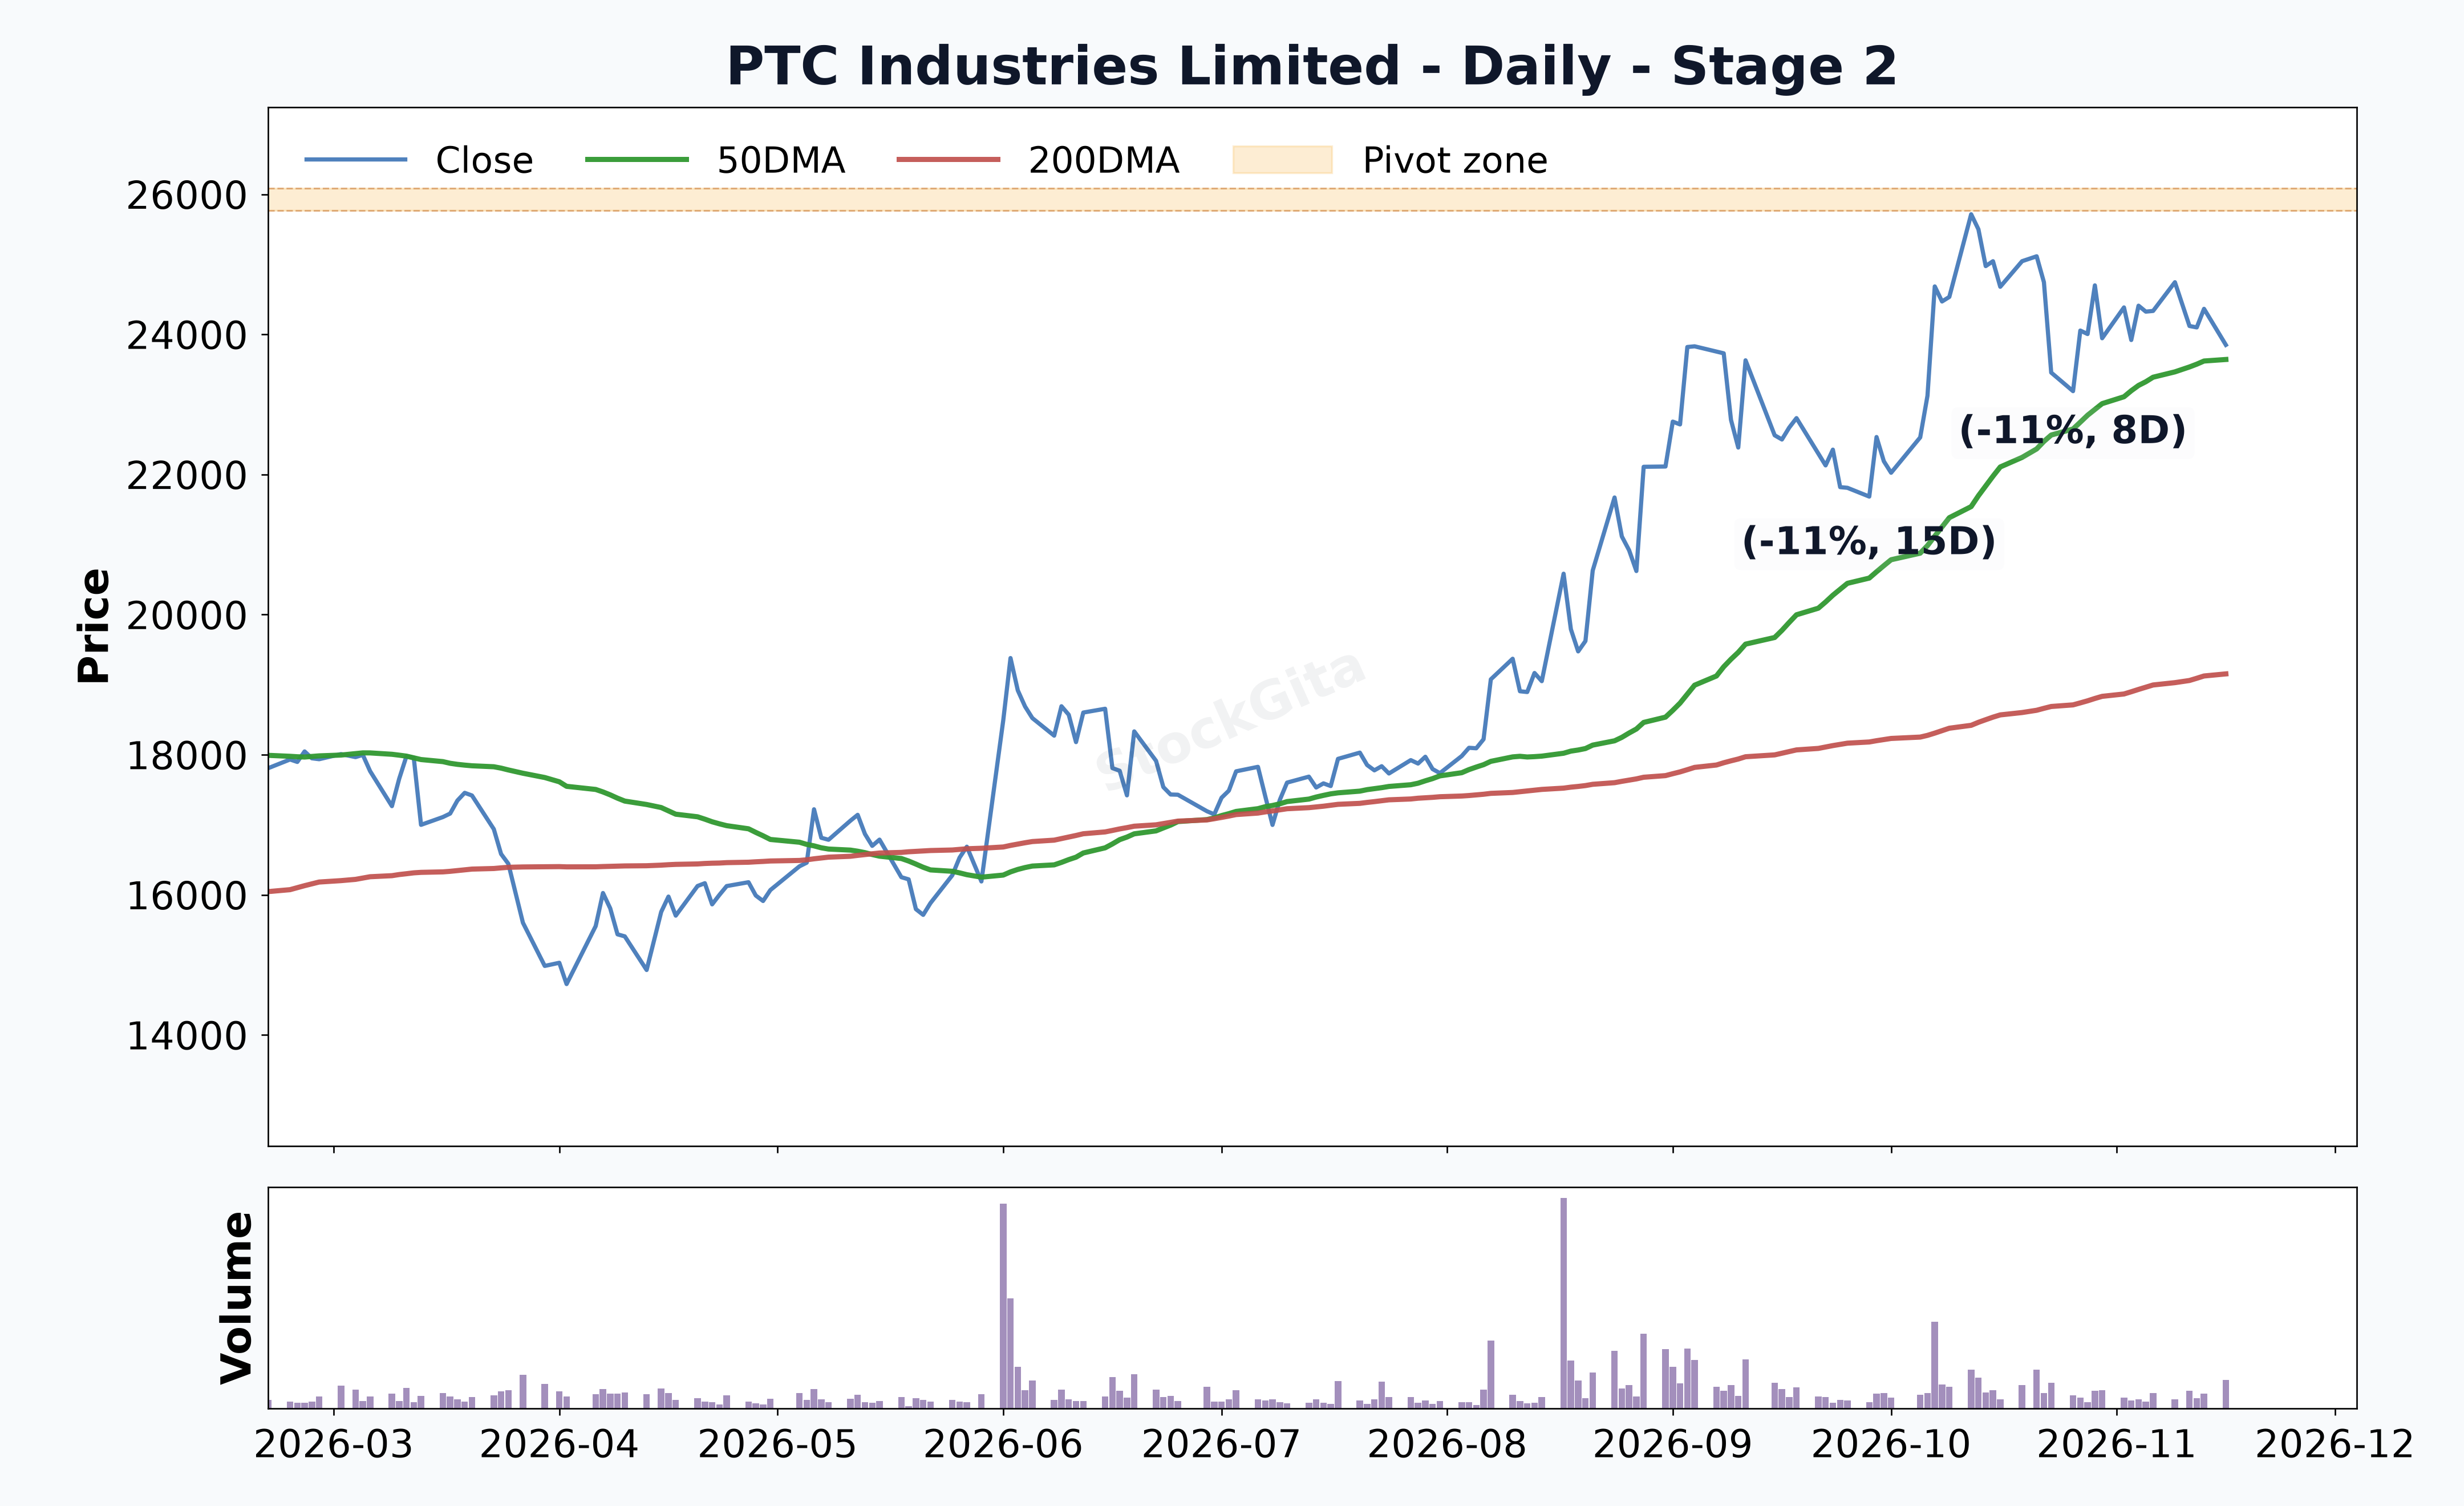 PTC Industries Limited - Daily - Stage 2
Close 50DMA 200DMA Pivot zone
26000
24000
22000
20000
18000
16000
14000
Price
(-11%, 8D)
(-11%, 15D)
StockGita
Volume
2026-03 2026-04 2026-05 2026-06 2026-07 2026-08 2026-09 2026-10 2026-11 2026-12